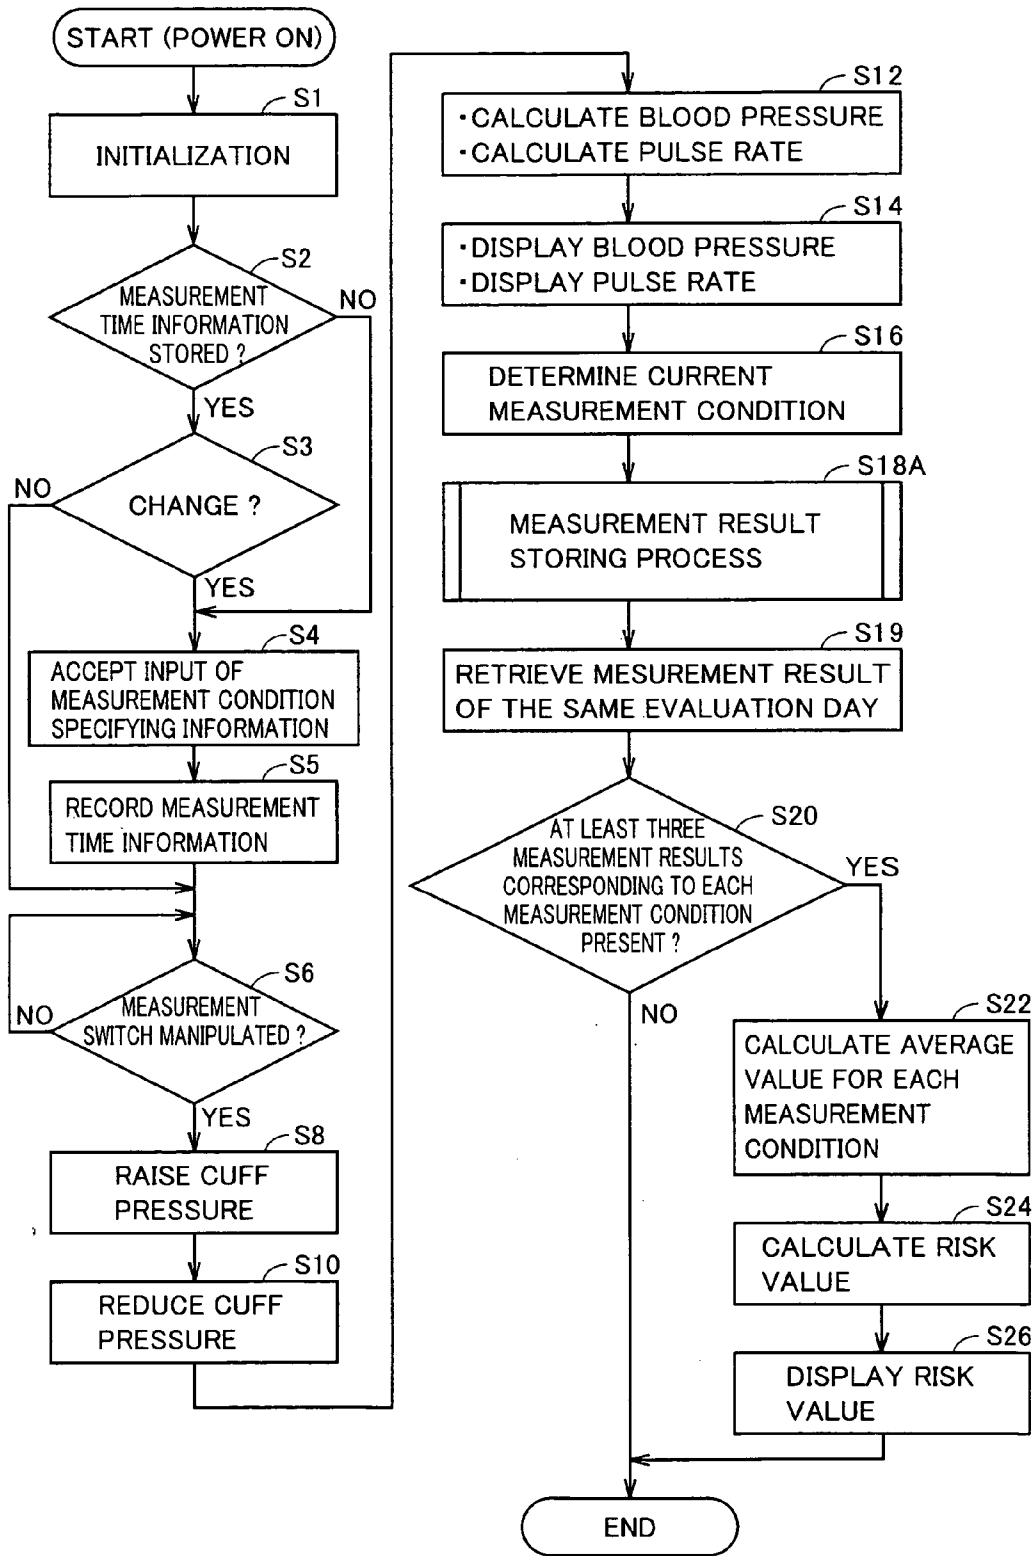 START (POWER ON)
S1
INITIALIZATION
S2
MEASUREMENT
TIME INFORMATION
STORED ?
NO
YES
S3
NO
CHANGE ?
YES
S4
ACCEPT INPUT OF
MEASUREMENT CONDITION
SPECIFYING INFORMATION
S5
RECORD MEASUREMENT
TIME INFORMATION
S6
MEASUREMENT
SWITCH MANIPULATED ?
NO
YES
S8
RAISE CUFF
PRESSURE
S10
REDUCE CUFF
PRESSURE
S12
・CALCULATE BLOOD PRESSURE
・CALCULATE PULSE RATE
S14
・DISPLAY BLOOD PRESSURE
・DISPLAY PULSE RATE
S16
DETERMINE CURRENT
MEASUREMENT CONDITION
S18A
MEASUREMENT RESULT
STORING PROCESS
S19
RETRIEVE MESUREMENT RESULT
OF THE SAME EVALUATION DAY
S20
AT LEAST THREE
MEASUREMENT RESULTS
CORRESPONDING TO EACH
MEASUREMENT CONDITION
PRESENT ?
YES
NO
S22
CALCULATE AVERAGE
VALUE FOR EACH
MEASUREMENT
CONDITION
S24
CALCULATE RISK
VALUE
S26
DISPLAY RISK
VALUE
END